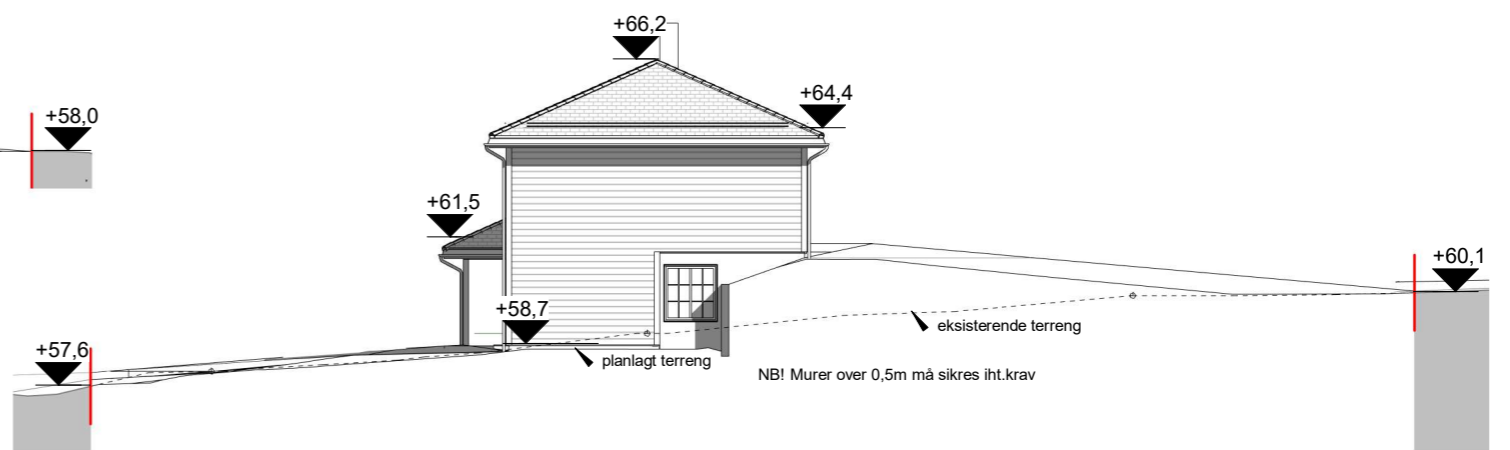 +66,2
+64,4
+58,0
+61,5
+60,1
+58,7
eksisterende terreng
+57,6
planlagt terreng
NB! Murer over 0,5m må sikres iht.krav